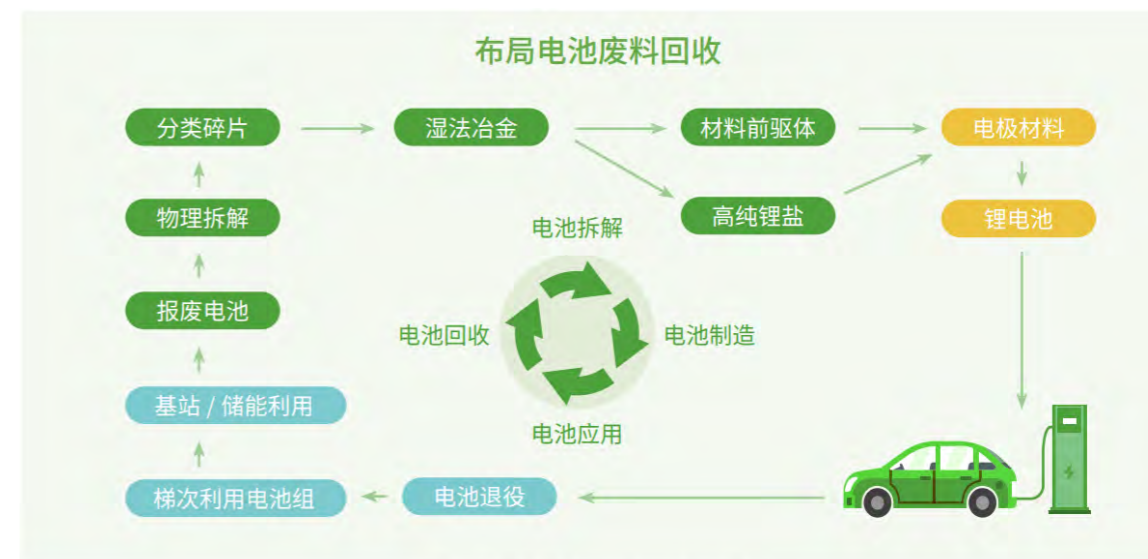 布局电池废料回收
分类碎片
湿法冶金
材料前驱体
电极材料
物理拆解
高纯锂盐
锂电池
电池拆解
报废电池
电池回收
电池制造
基站 / 储能利用
电池应用
梯次利用电池组
电池退役